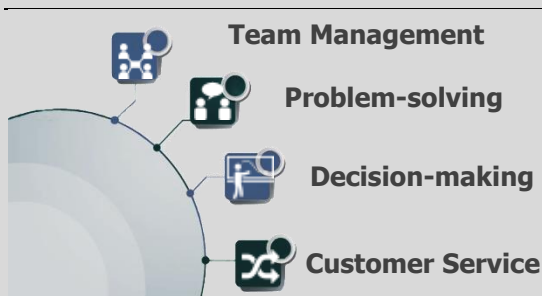 Team Management
Problem-solving
Decision-making
Customer Service